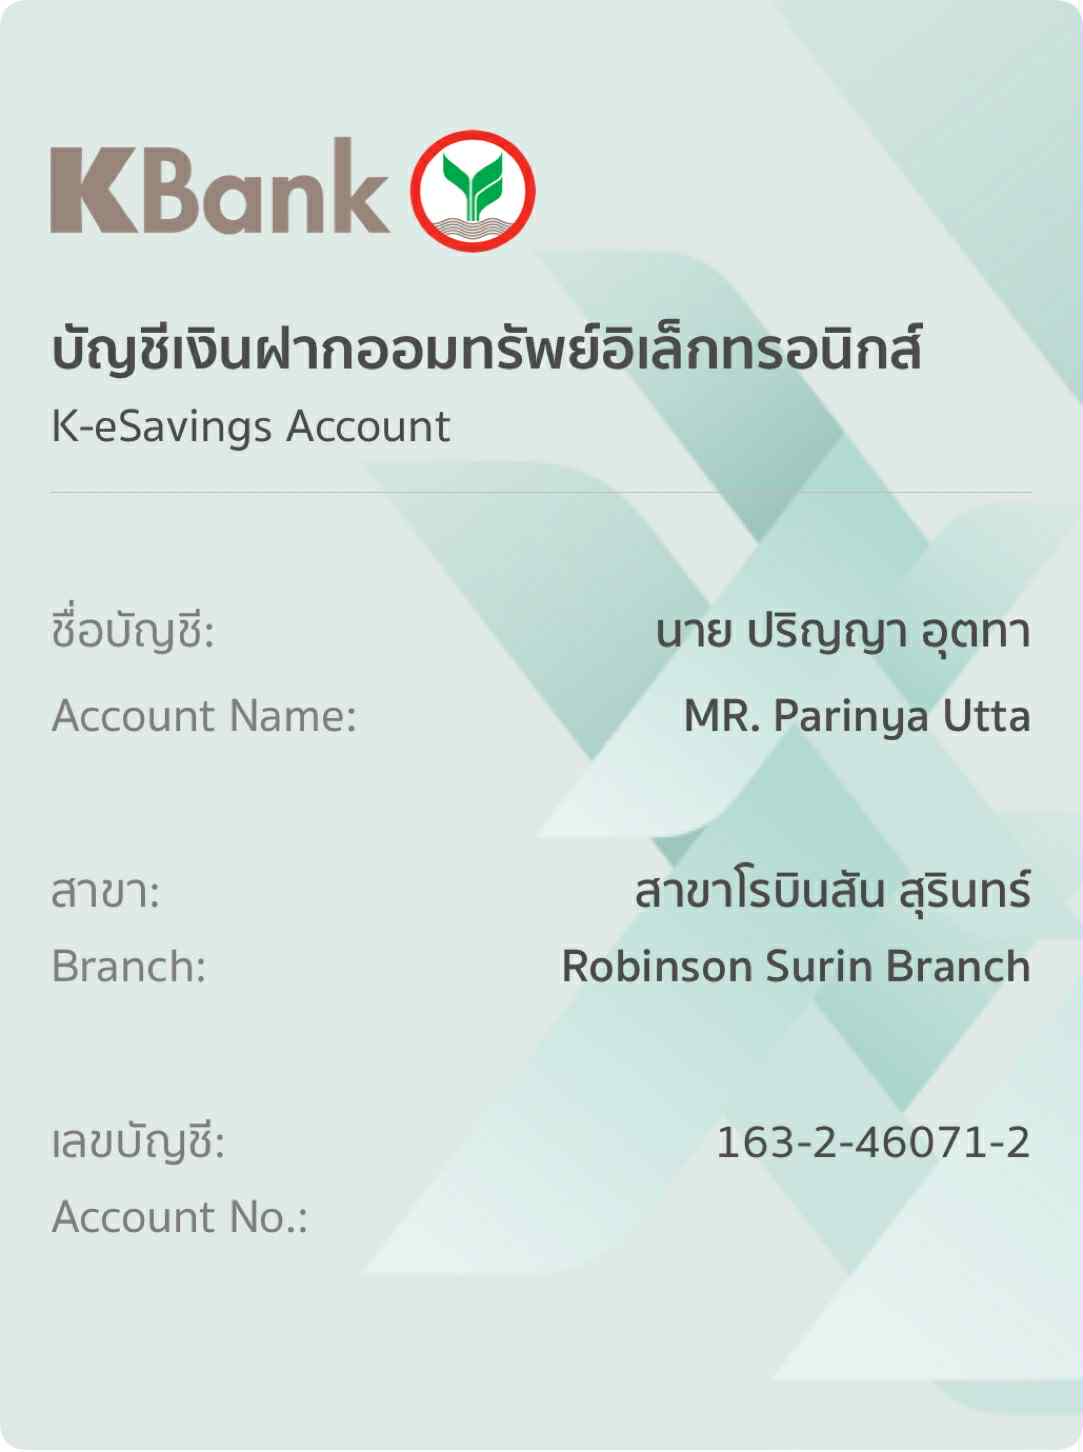 KBank
บัญชีเงินฝากออมทรัพย์อิเล็กทรอนิกส์
K-eSavings Account
ชื่อบัญชี: นาย ปริญญา อุตทา
Account Name: MR. Parinya Utta
สาขา: สาขาโรบินสัน สุรินทร์
Branch: Robinson Surin Branch
เลขบัญชี: 163-2-46071-2
Account No.: